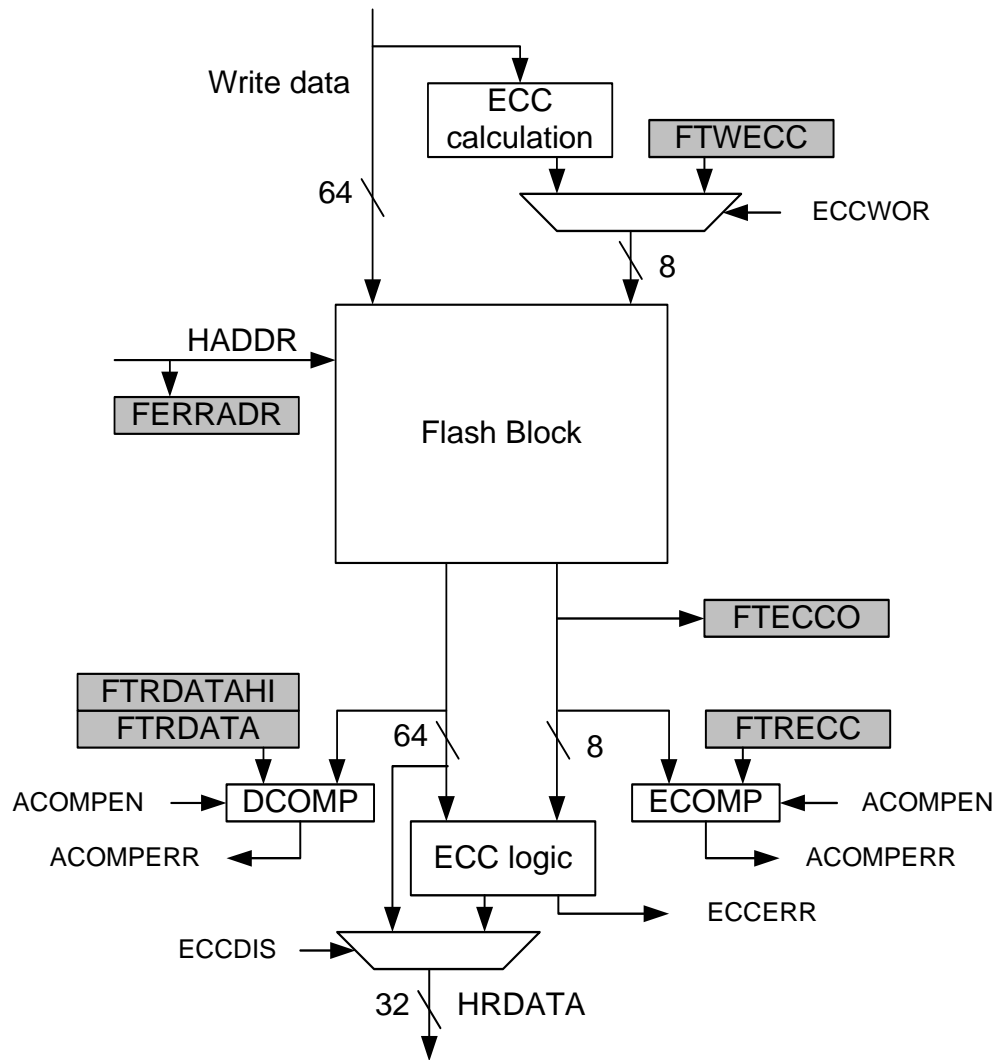 Write data
ECC
calculation
FTWECC
64
ECCWOR
8
HADDR
FERRADR
Flash Block
FTECCO
FTRDATAHI
FTRDATA
64
8
FTRECC
ACOMPEN
DCOMP
ECOMP
ACOMPEN
ACOMPERR
ECC logic
ACOMPERR
ECCERR
ECCDIS
32
HRDATA